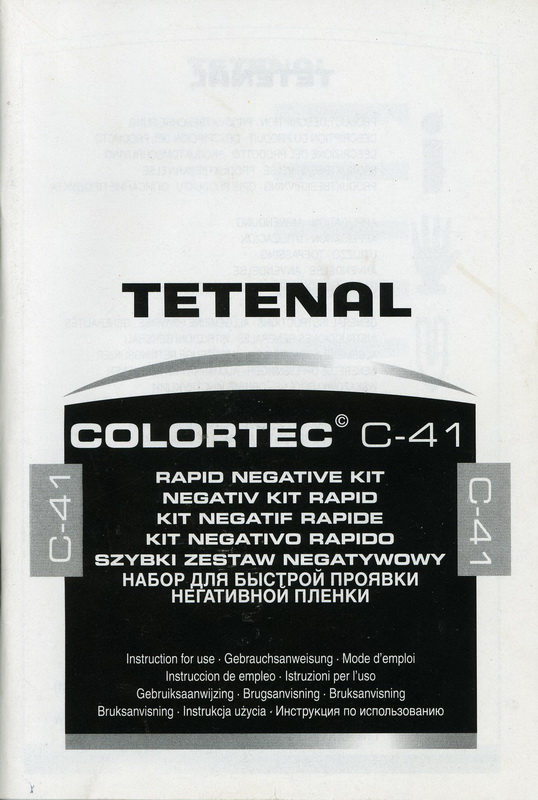 TETENAL
COLORTEC© C-41
C-41
C-41
RAPID NEGATIVE KIT
NEGATIV KIT RAPID
KIT NEGATIF RAPIDE
KIT NEGATIVO RAPIDO
SZYBKI ZESTAW NEGATYWOWY
НАБОР ДЛЯ БЫСТРОЙ ПРОЯВКИ
НЕГАТИВНОЙ ПЛЕНКИ
Instruction for use · Gebrauchsanweisung · Mode d'emploi
Instruccion de empleo · Istruzioni per l'uso
Gebruiksaanwijzing · Brugsanvisning · Bruksanvisning
Bruksanvisning · Instrukcja użycia · Инструкция по использованию